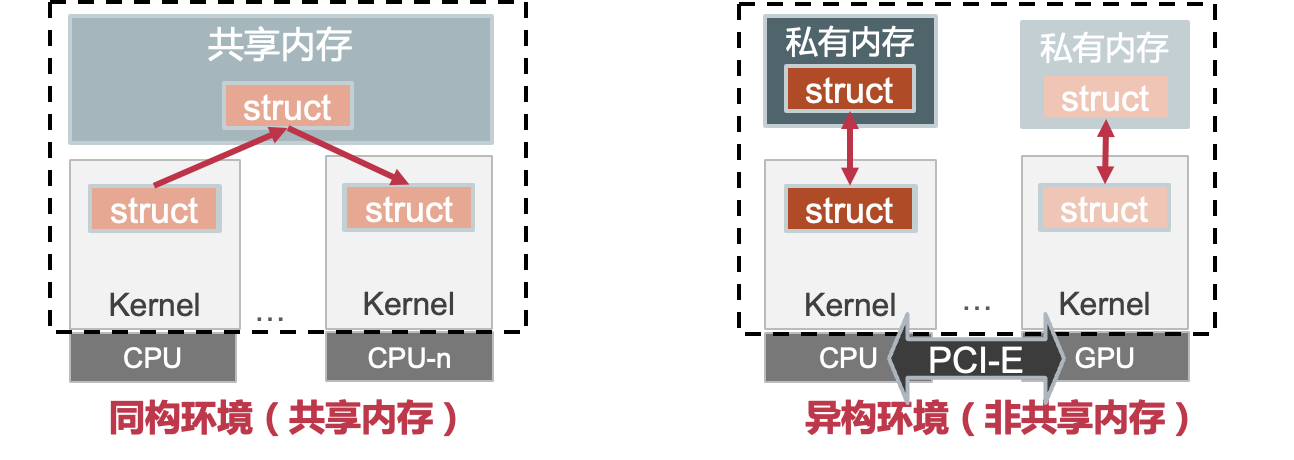 共享内存
struct
struct
struct
Kernel
...
Kernel
CPU
CPU-n
同构环境（共享内存）
私有内存
struct
私有内存
struct
struct
struct
Kernel
...
Kernel
CPU
PCI-E
GPU
异构环境（非共享内存）